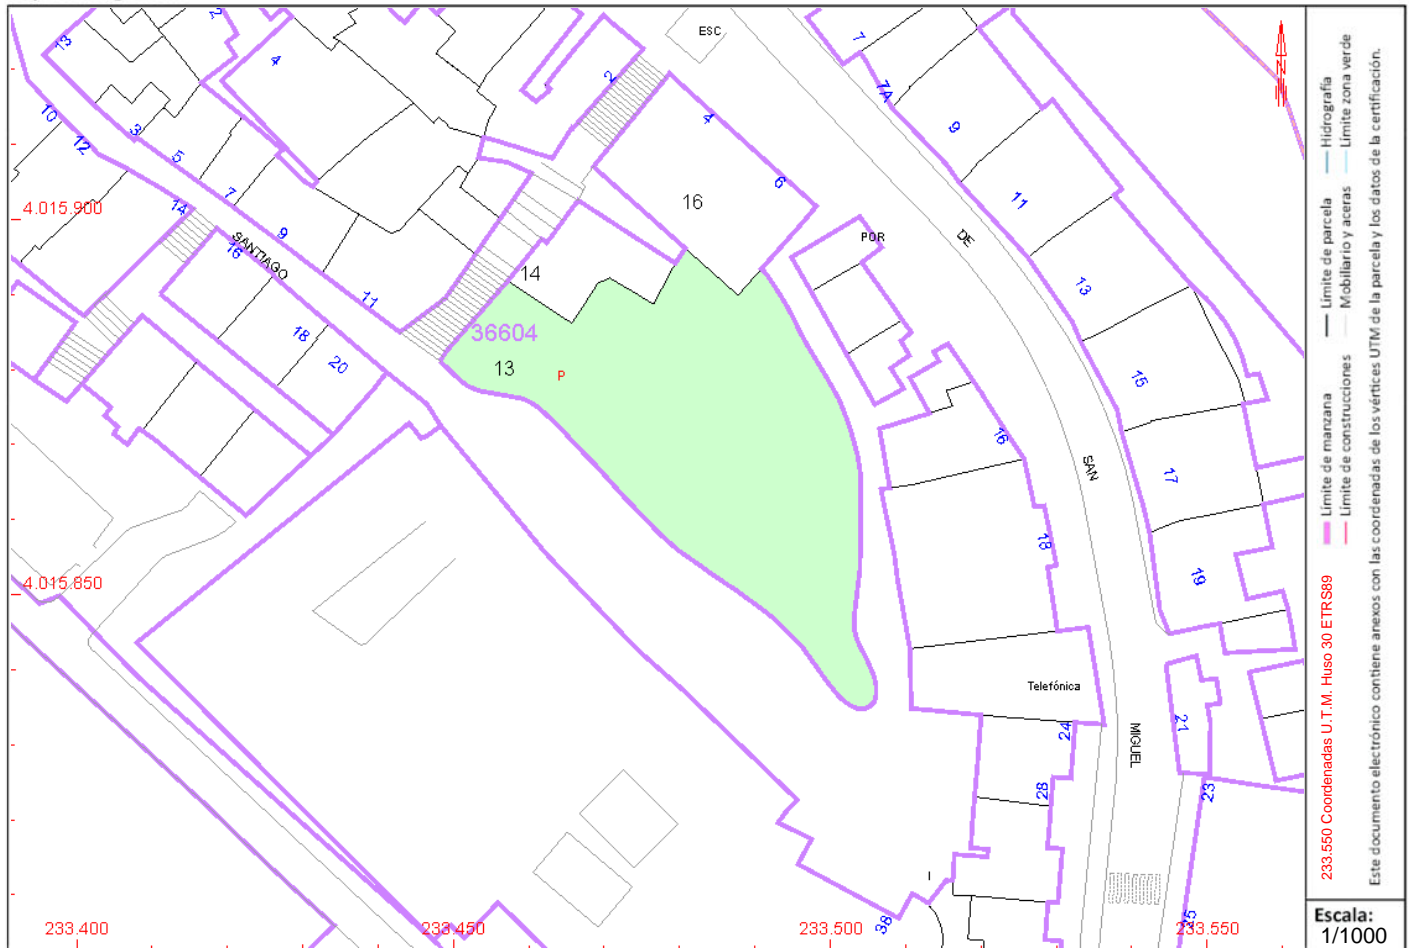 ESC
2
13
4
2
7
7A
9
10
12
3
5
4
6
16
7
14
9
11
4.015.900
SANTIAGO
16
POR
DE
13
14
11
36604
18
20
13
P
15
16
SAN
17
18
19
4.015.850
Telefónica
24
MIGUEL
21
28
23
I
38
25
233.400
233.450
233.500
233.550
N
Límite de manzana
Límite de parcela
Hidrografía
Límite de construcciones
Mobiliario y aceras
Límite zona verde
233.550 Coordenadas U.T.M. Huso 30 ETRS89
Este documento electrónico contiene anexos con las coordenadas de los vértices UTM de la parcela y los datos de la certificación.
Escala:
1/1000